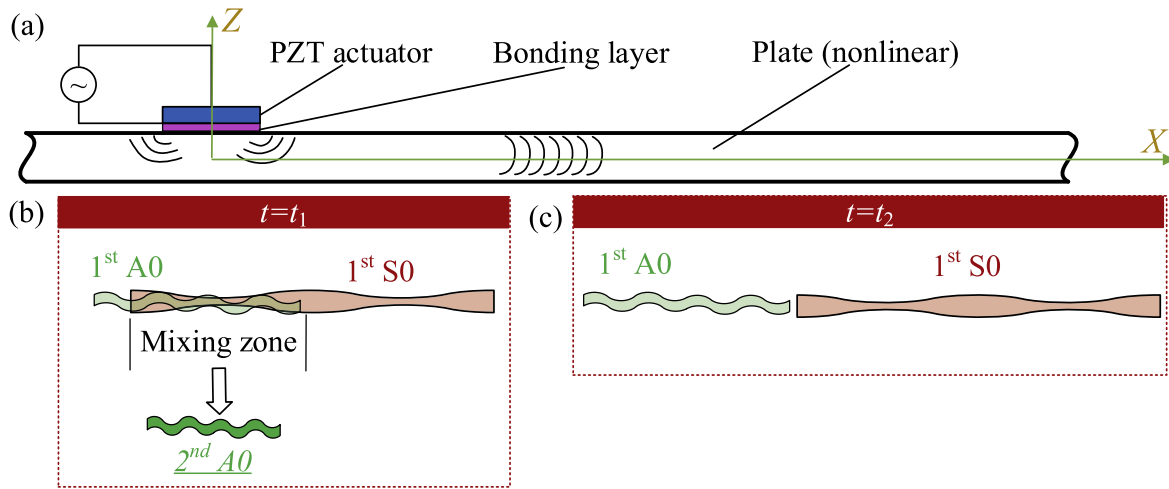 (a)
Z
PZT actuator
Bonding layer
Plate (nonlinear)
~
X
(b)
t=t₁
1ˢᵗ A0
1ˢᵗ S0
Mixing zone
2ⁿᵈ A0
(c)
t=t₂
1ˢᵗ A0
1ˢᵗ S0